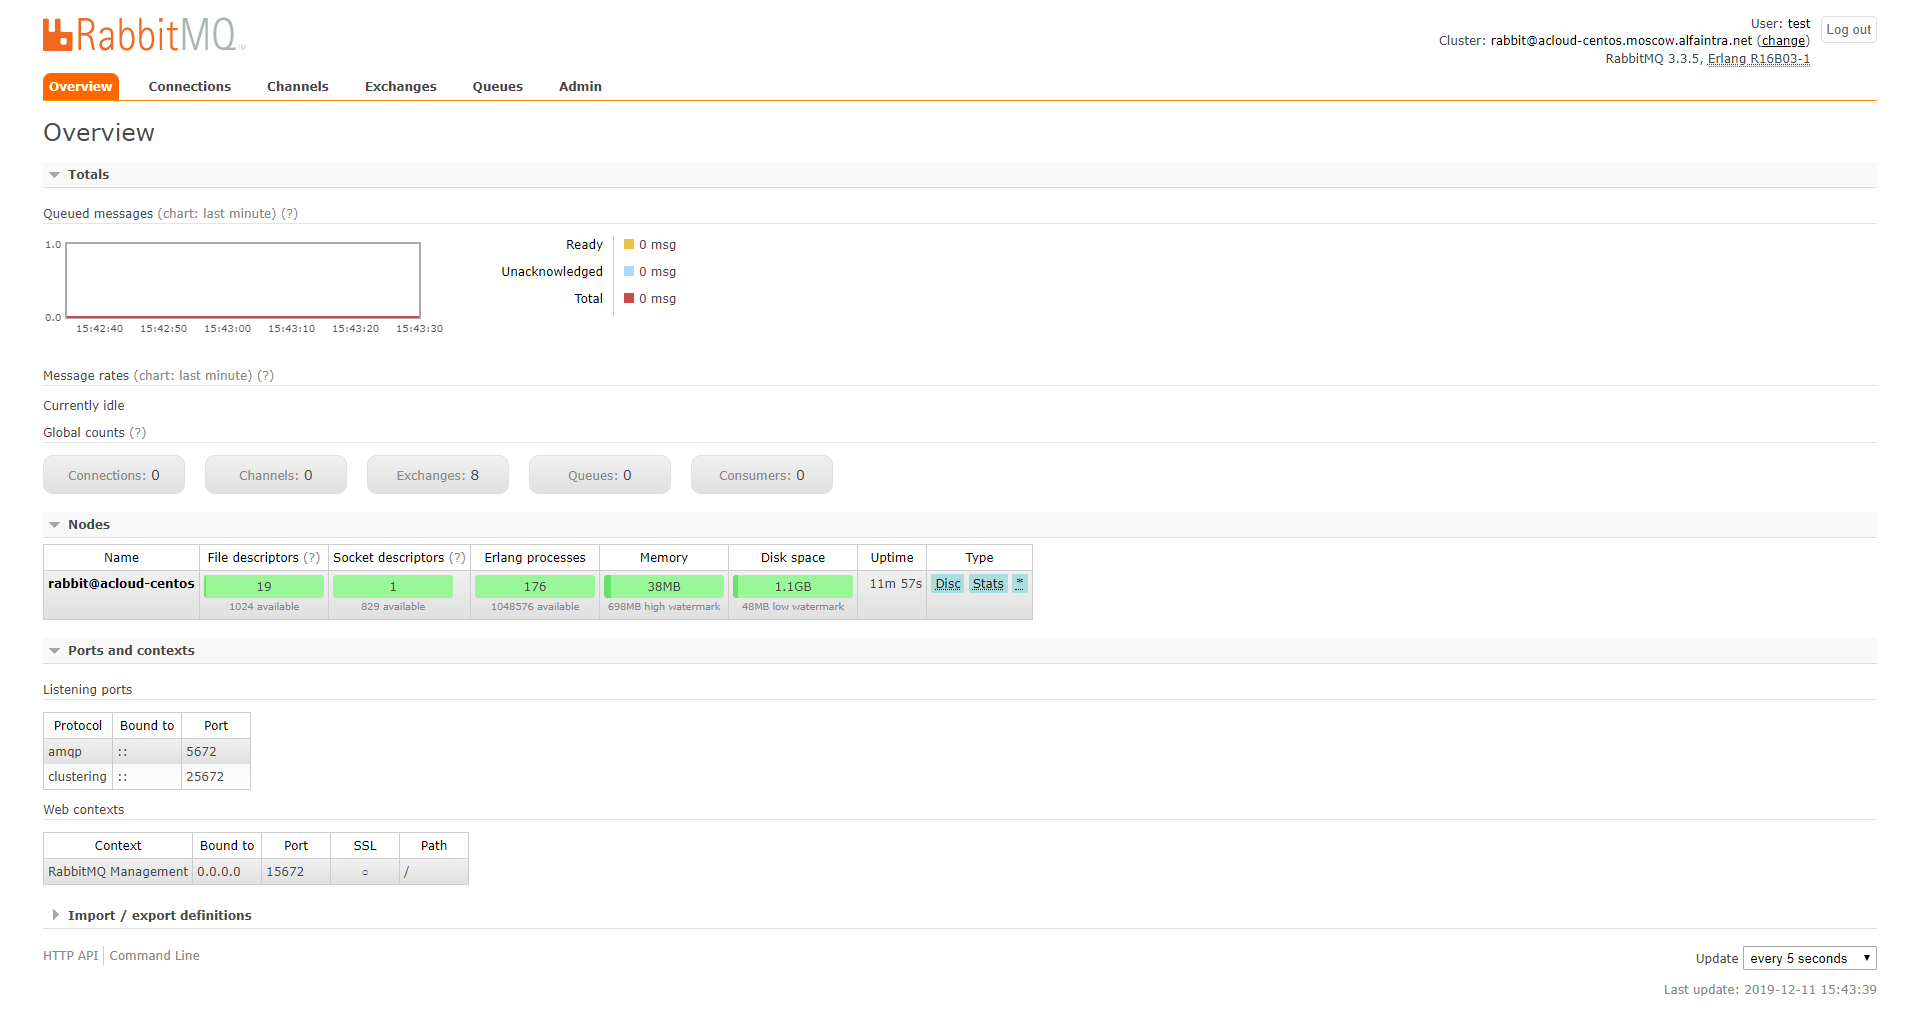 RabbitMQ™
User: test
Log out
Cluster: rabbit@acloud-centos.moscow.alfaintra.net (change)
RabbitMQ 3.3.5, Erlang R16B03-1
Overview Connections Channels Exchanges Queues Admin
Overview
Totals
Queued messages (chart: last minute) (?)
1.0
0.0
15:42:40 15:42:50 15:43:00 15:43:10 15:43:20 15:43:30
Ready 0 msg
Unacknowledged 0 msg
Total 0 msg
Message rates (chart: last minute) (?)
Currently idle
Global counts (?)
Connections: 0 Channels: 0 Exchanges: 8 Queues: 0 Consumers: 0
Nodes
Name File descriptors (?) Socket descriptors (?) Erlang processes Memory Disk space Uptime Type
rabbit@acloud-centos 19 1 176 38MB 1.1GB 11m 57s Disc Stats *
1024 available 829 available 1048576 available 698MB high watermark 48MB low watermark
Ports and contexts
Listening ports
Protocol Bound to Port
amqp :: 5672
clustering :: 25672
Web contexts
Context Bound to Port SSL Path
RabbitMQ Management 0.0.0.0 15672 ○ /
Import / export definitions
HTTP API Command Line
Update every 5 seconds
Last update: 2019-12-11 15:43:39